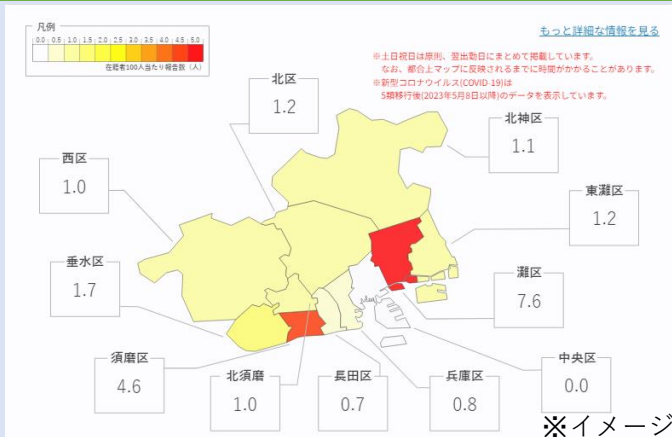 凡例
0.0 0.5 1.0 1.5 2.0 2.5 3.0 3.5 4.0 4.5 5.0
在籍者100人当たり報告数(人)
もっと詳細な情報を見る
※土日祝日は原則、翌出勤日にまとめて掲載しています。
なお、都合上マップに反映されるまでに時間がかかることがあります。
※新型コロナウイルス(COVID-19)は
5類移行後(2023年5月8日以降)のデータを表示しています。
北区
1.2
北神区
1.1
西区
1.0
東灘区
1.2
垂水区
1.7
灘区
7.6
須磨区
4.6
北須磨
1.0
長田区
0.7
兵庫区
0.8
中央区
0.0
※イメージ